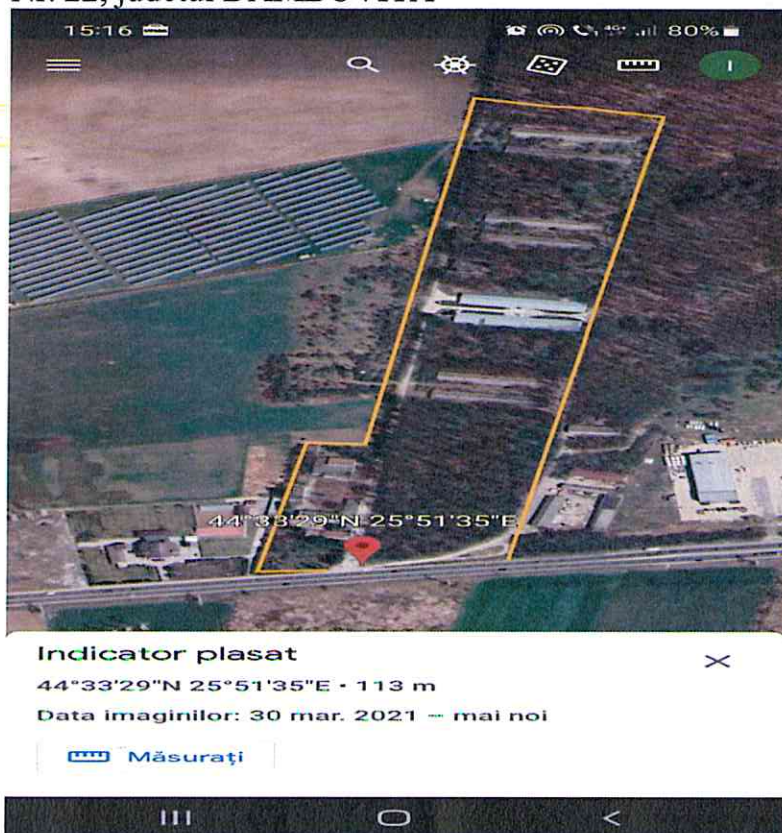 15:16 80%
I
44°33'29"N 25°51'35"E
Indicator plasat
44°33'29"N 25°51'35"E • 113 m
Data imaginilor: 30 mar. 2021 – mai noi
Măsurați